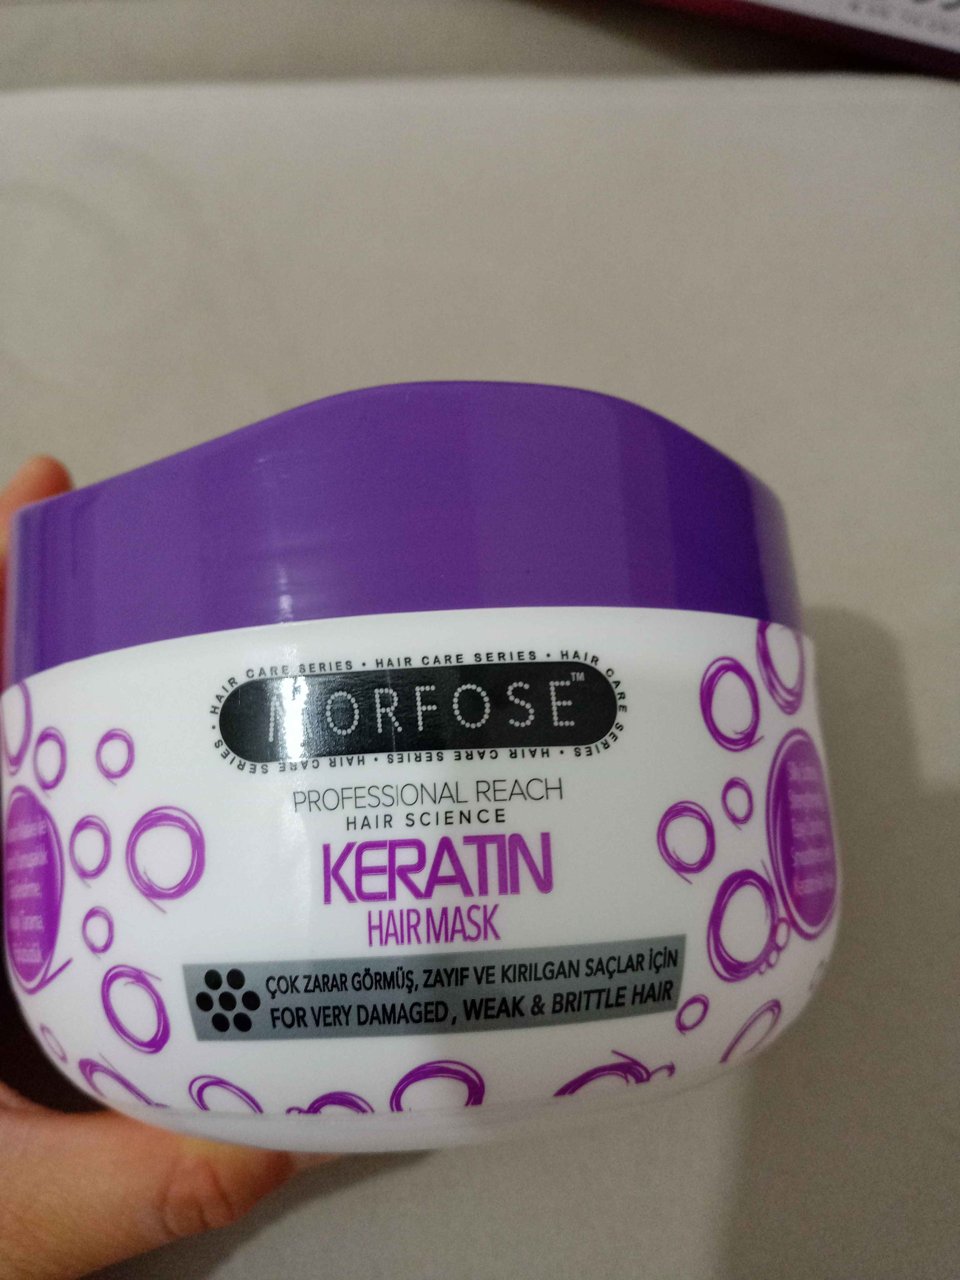 HAIR CARE SERIES • HAIR CARE SERIES • HAIR CARE SERIES • HAIR CARE SERIES • HAIR CARE SERIES •
MORFOSE™
PROFESSIONAL REACH
HAIR SCIENCE
KERATIN
HAIR MASK
ÇOK ZARAR GÖRMÜŞ, ZAYIF VE KIRILGAN SAÇLAR İÇİN
FOR VERY DAMAGED, WEAK & BRITTLE HAIR